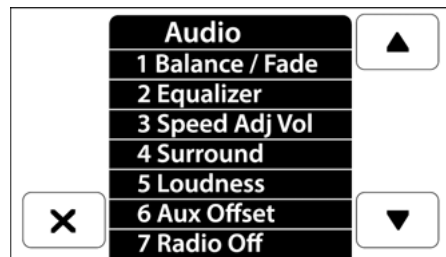 Audio
1 Balance / Fade
2 Equalizer
3 Speed Adj Vol
4 Surround
5 Loudness
6 Aux Offset
7 Radio Off